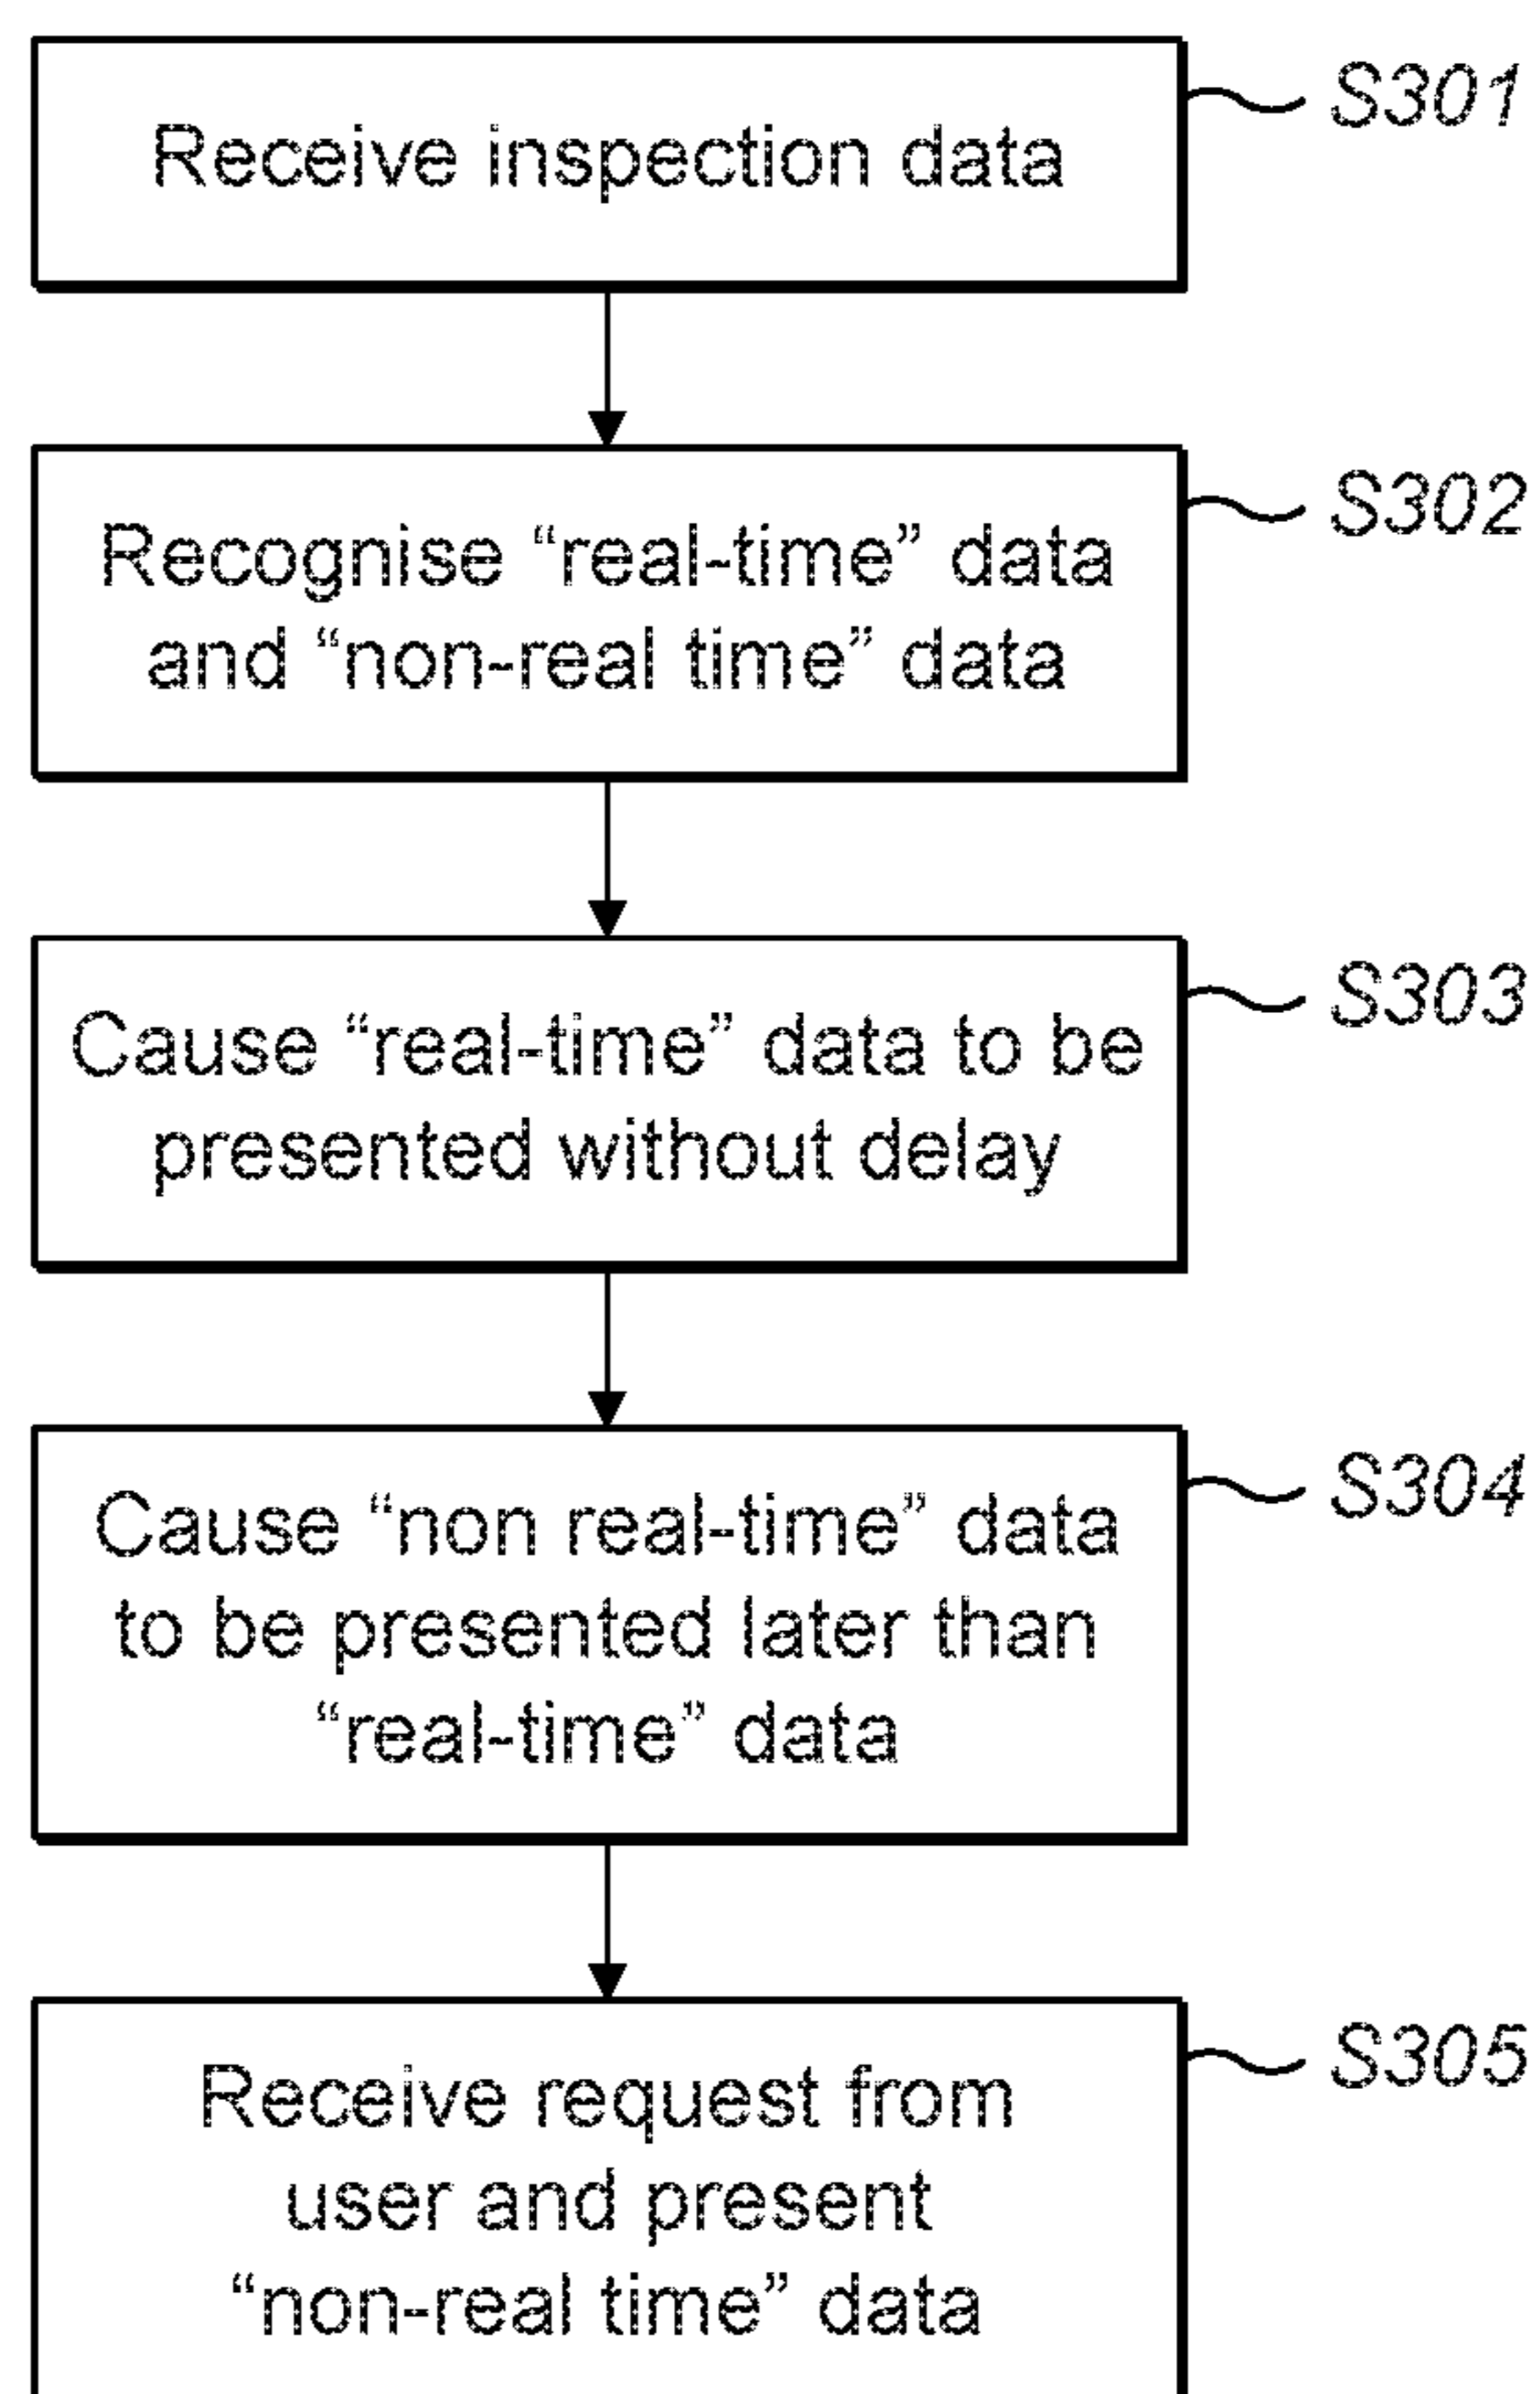 Receive inspection data
S301
Recognise “real-time” data
and “non-real time” data
S302
Cause “real-time” data to be
presented without delay
S303
Cause “non real-time” data
to be presented later than
“real-time” data
S304
Receive request from
user and present
“non-real time” data
S305